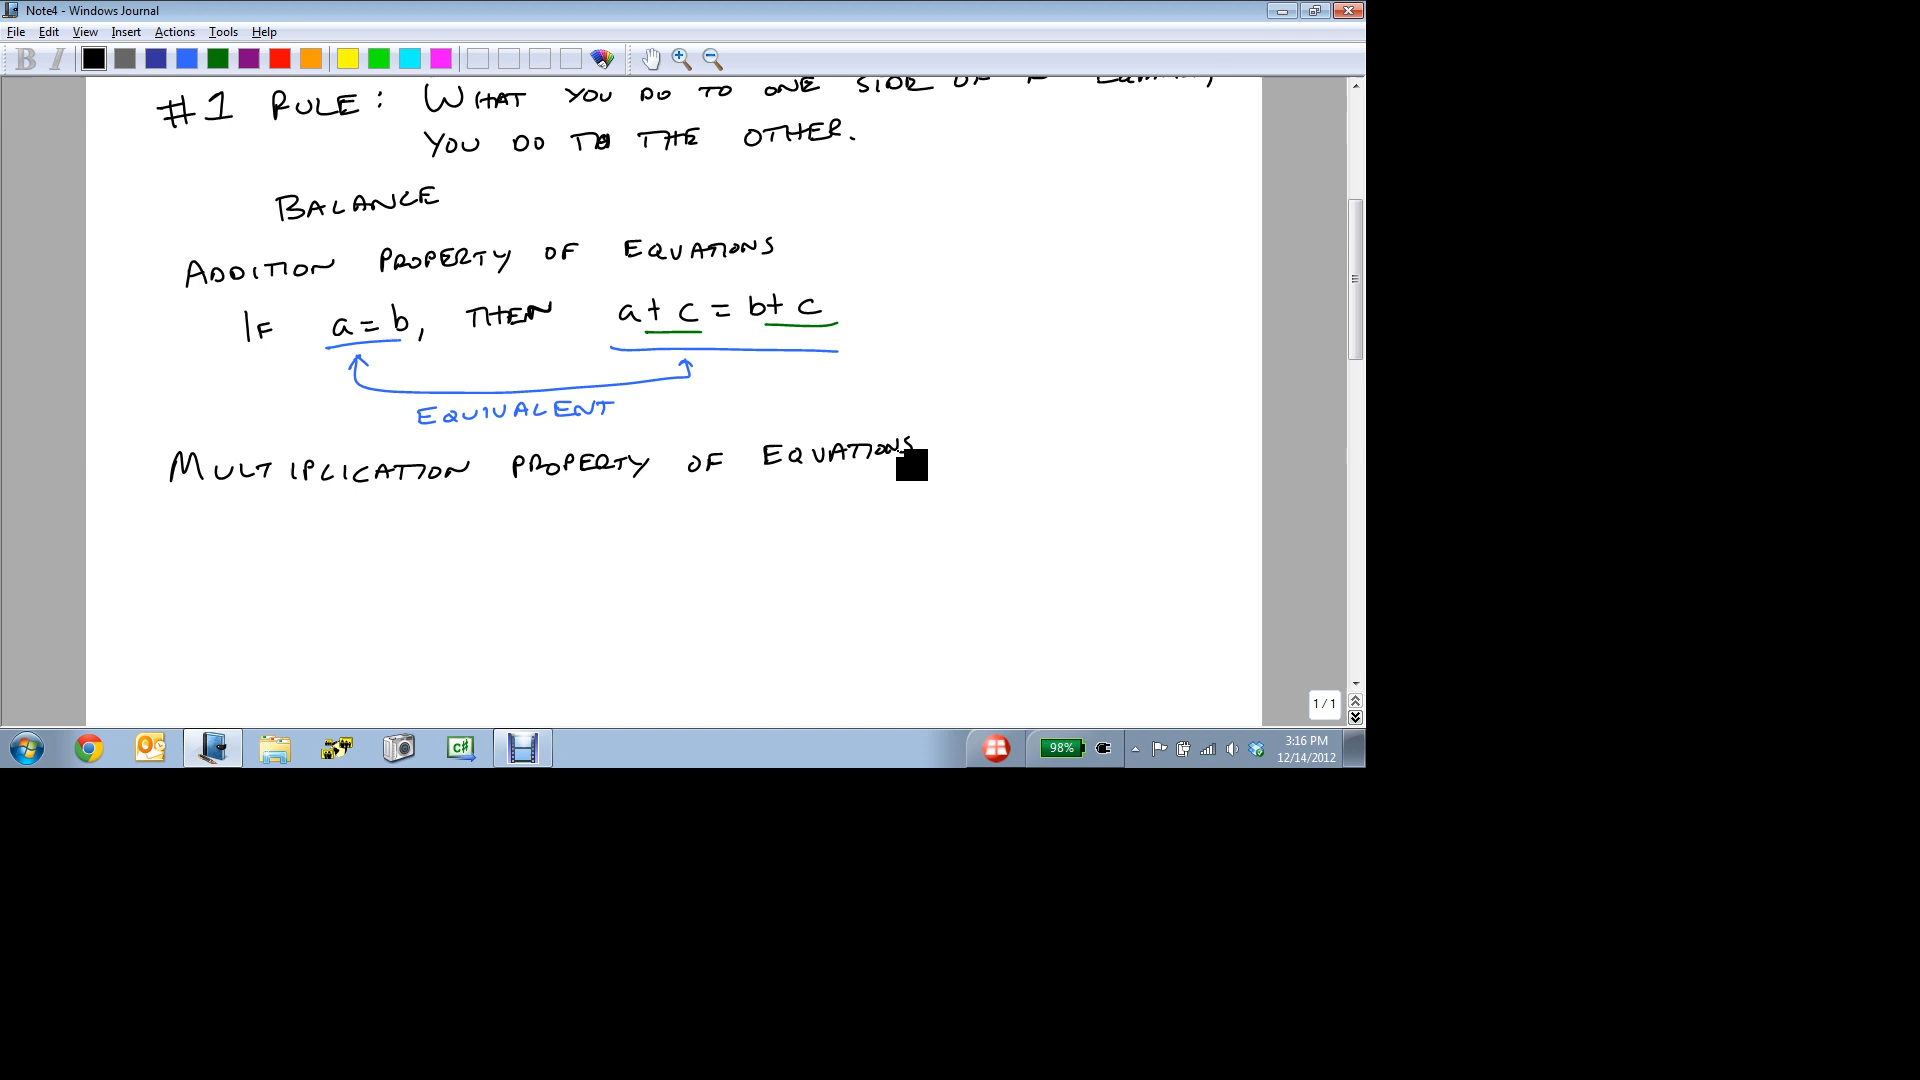 Note4 - Windows Journal
File Edit View Insert Actions Tools Help
B I
#1 RULE: WHAT YOU DO TO ONE SIDE OF
YOU DO TO THE OTHER.
BALANCE
ADDITION PROPERTY OF EQUATIONS
IF a = b, THEN a + c = b + c
EQUIVALENT
MULTIPLICATION PROPERTY OF EQUATIONS
1 / 1
98%
3:16 PM
12/14/2012